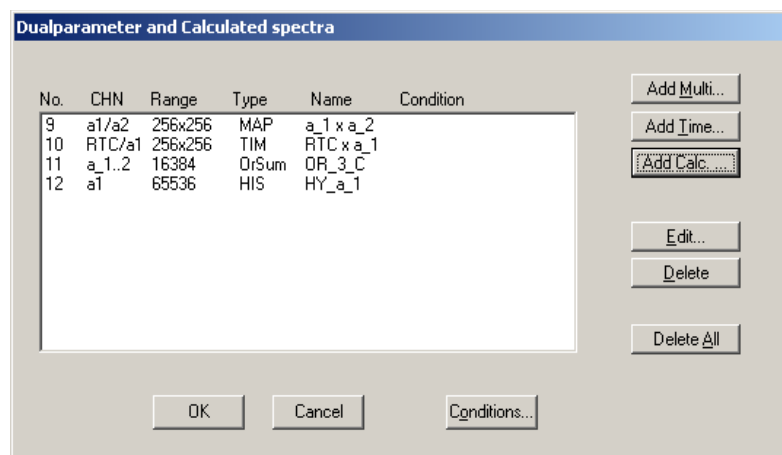 Dualparameter and Calculated spectra
No. CHN Range Type Name Condition
9 a1/a2 256x256 MAP a_1 x a_2
10 RTC/a1 256x256 TIM RTC x a_1
11 a_1..2 16384 OrSum OR_3_C
12 a1 65536 HIS HY_a_1
Add Multi...
Add Time...
Add Calc. ...
Edit...
Delete
Delete All
OK Cancel Conditions...